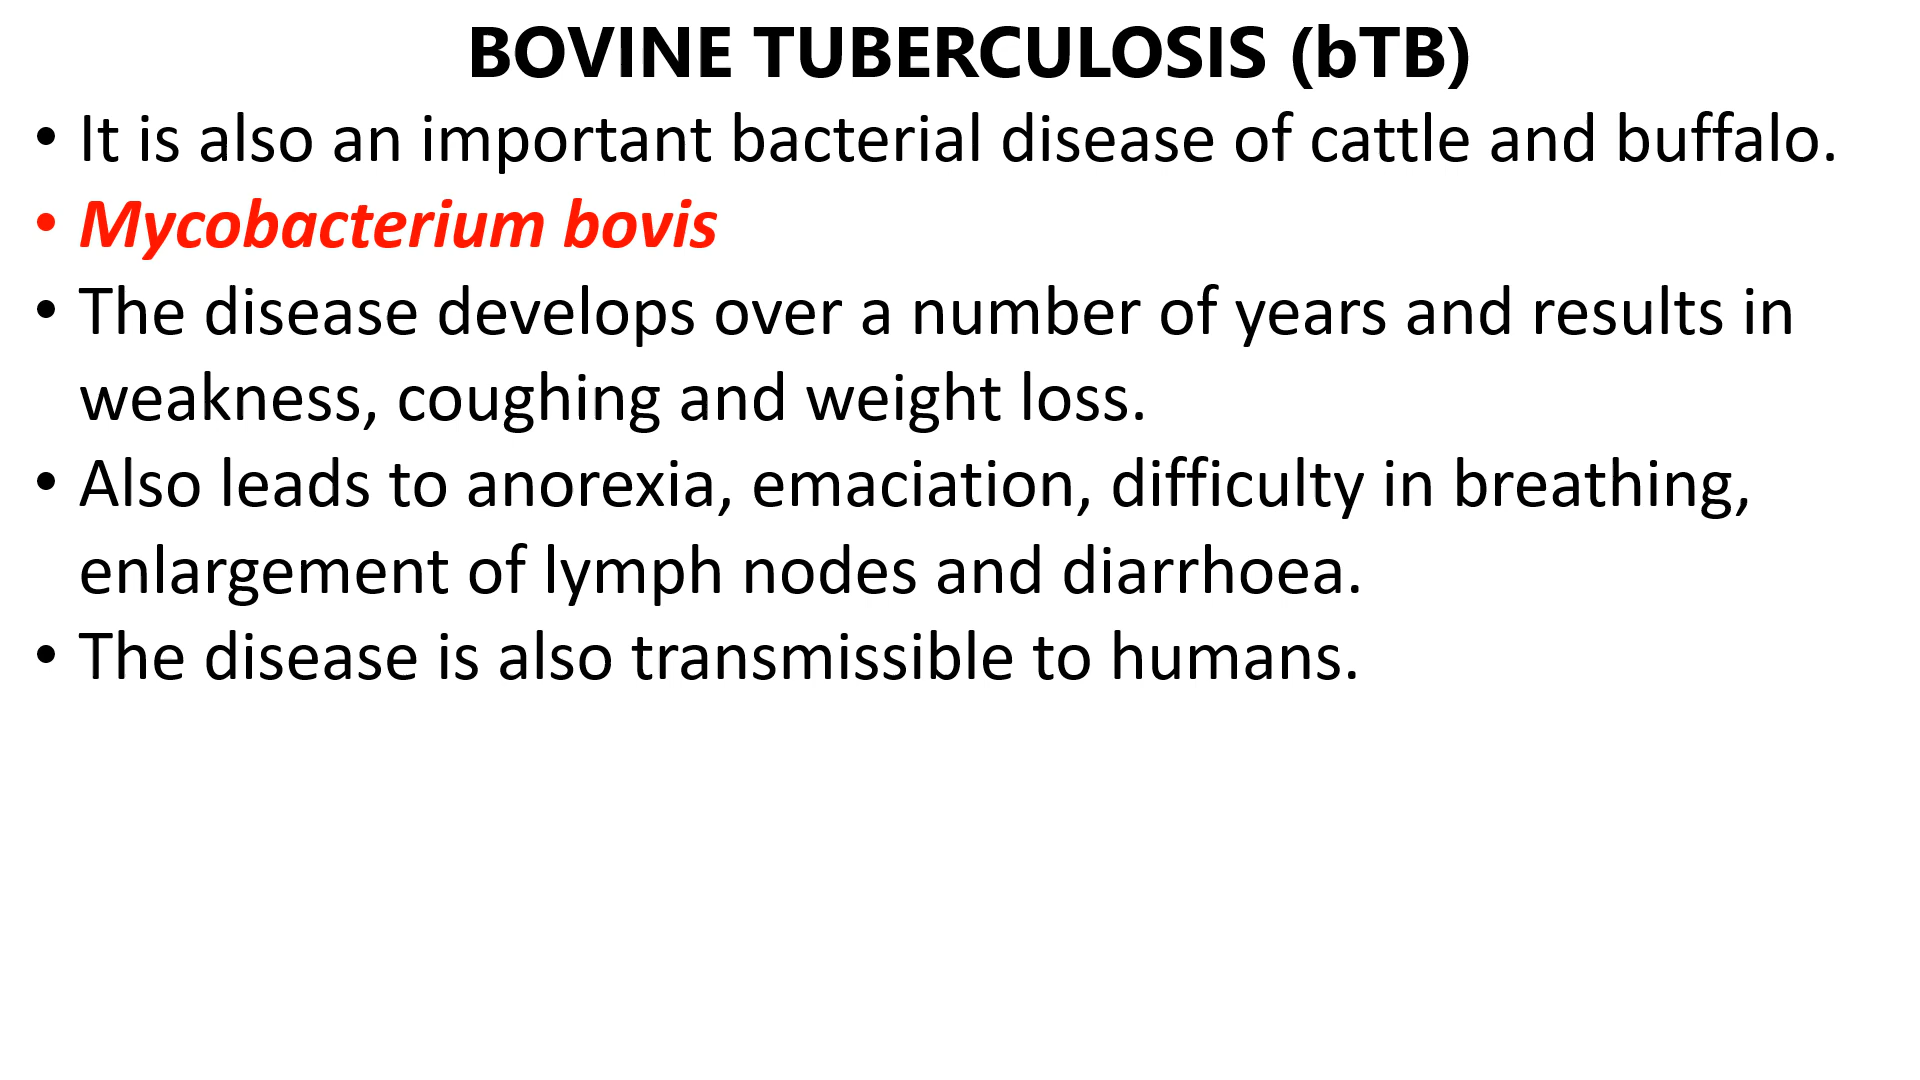 BOVINE TUBERCULOSIS (bTB)
• It is also an important bacterial disease of cattle and buffalo.
• Mycobacterium bovis
• The disease develops over a number of years and results in
weakness, coughing and weight loss.
• Also leads to anorexia, emaciation, difficulty in breathing,
enlargement of lymph nodes and diarrhoea.
• The disease is also transmissible to humans.